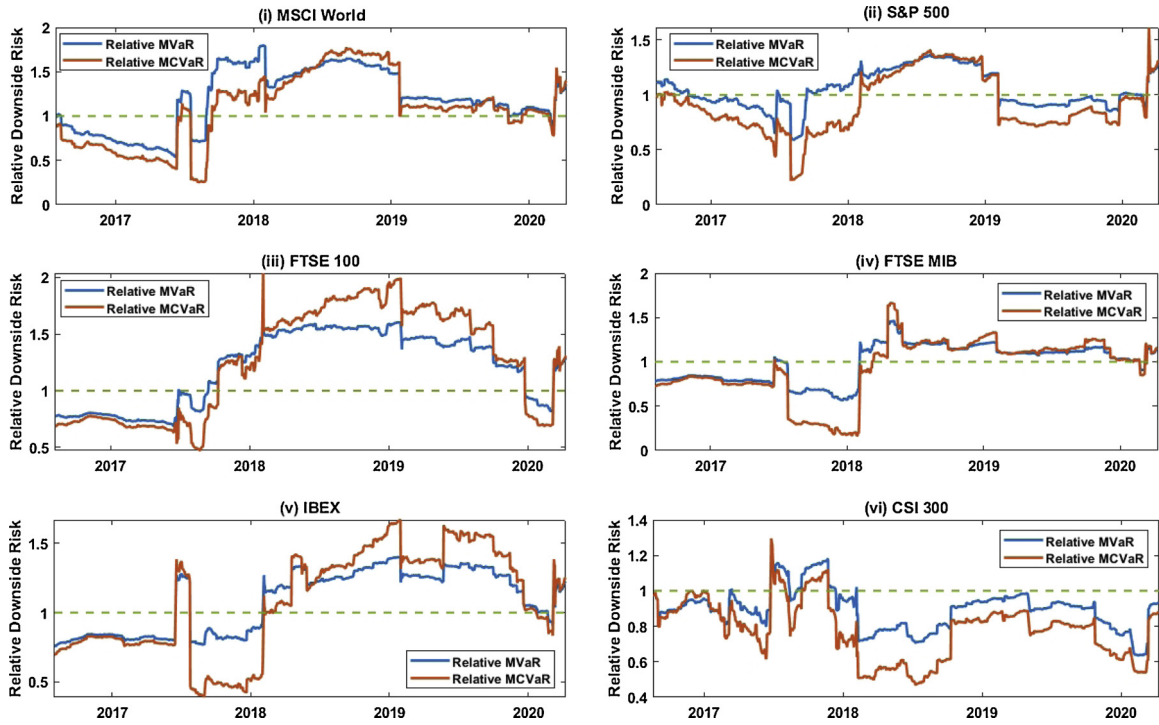 (i) MSCI World
Relative Downside Risk
2
1.5
1
0.5
0
Relative MVaR
Relative MCVaR
2017 2018 2019 2020
(ii) S&P 500
Relative Downside Risk
1.5
1
0.5
0
Relative MVaR
Relative MCVaR
2017 2018 2019 2020
(iii) FTSE 100
Relative Downside Risk
2
1.5
1
0.5
Relative MVaR
Relative MCVaR
2017 2018 2019 2020
(iv) FTSE MIB
Relative Downside Risk
2
1.5
1
0.5
0
Relative MVaR
Relative MCVaR
2017 2018 2019 2020
(v) IBEX
Relative Downside Risk
1.5
1
0.5
Relative MVaR
Relative MCVaR
2017 2018 2019 2020
(vi) CSI 300
Relative Downside Risk
1.4
1.2
1
0.8
0.6
0.4
Relative MVaR
Relative MCVaR
2017 2018 2019 2020